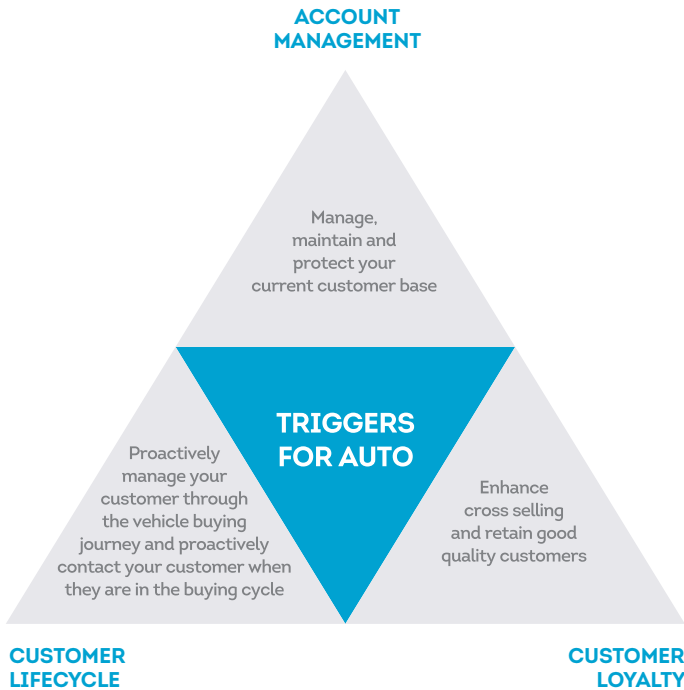 ACCOUNT
MANAGEMENT
Manage,
maintain and
protect your
current customer base
TRIGGERS
FOR AUTO
Proactively
manage your
customer through
the vehicle buying
journey and proactively
contact your customer when
they are in the buying cycle
Enhance
cross selling
and retain good
quality customers
CUSTOMER
LIFECYCLE
CUSTOMER
LOYALTY